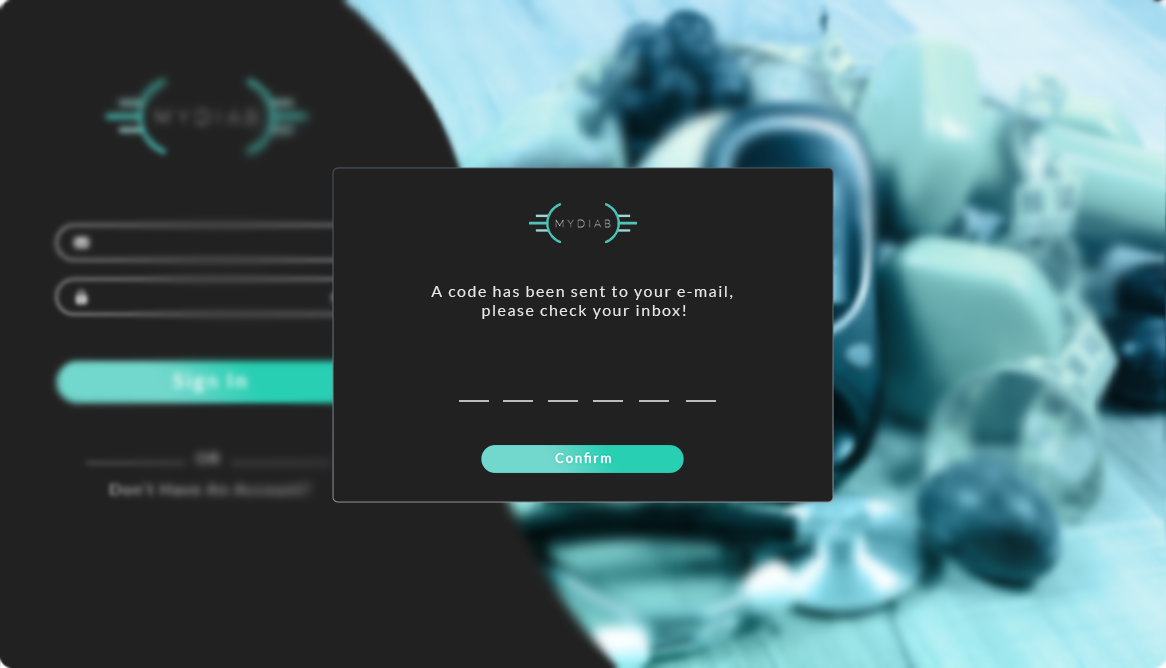 MYDIAB
MYDIAB
A code has been sent to your e-mail,
please check your inbox!
Sign In
Confirm
OR
Don't Have An Account?